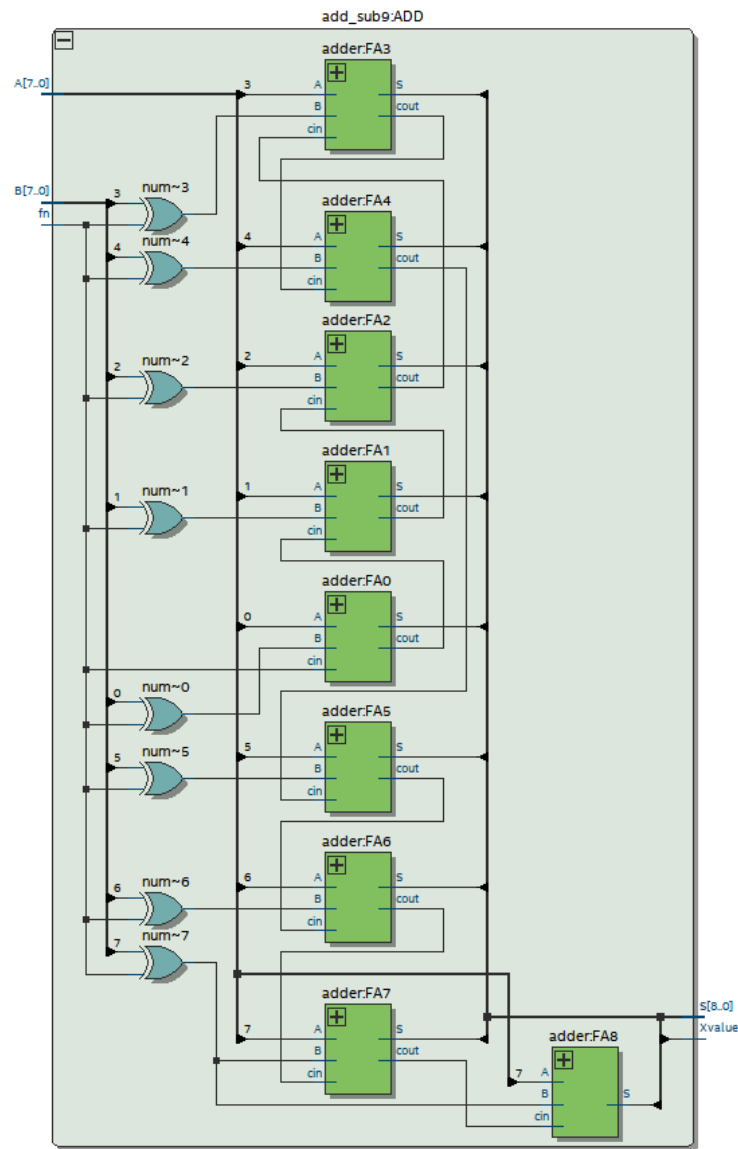 add_sub9:ADD
adder:FA3
A[7..0]
3
A
S
B
cout
cin
B[7..0]
fn
3
num~3
adder:FA4
4
num~4
4
A
S
B
cout
cin
adder:FA2
2
num~2
2
A
S
B
cout
cin
adder:FA1
1
num~1
1
A
S
B
cout
cin
adder:FA0
0
A
S
B
cout
cin
0
num~0
adder:FA5
5
num~5
5
A
S
B
cout
cin
adder:FA6
6
num~6
6
A
S
B
cout
cin
7
num~7
adder:FA7
7
A
S
B
cout
cin
S[8..0]
Xvalue
adder:FA8
7
A
B
S
cin